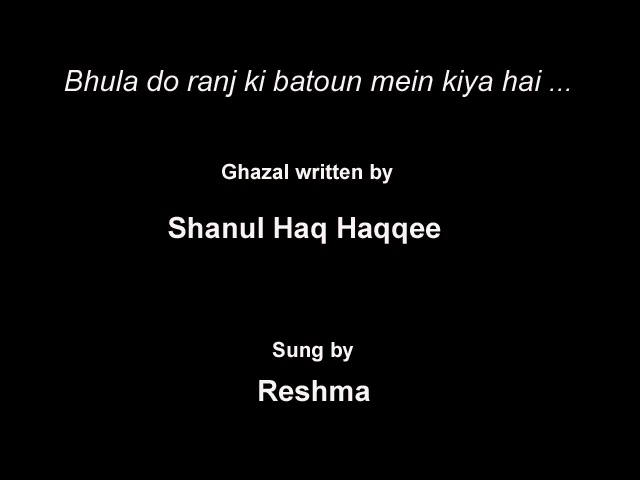 Bhula do ranj ki batoun mein kiya hai ...
Ghazal written by
Shanul Haq Haqqee
Sung by
Reshma